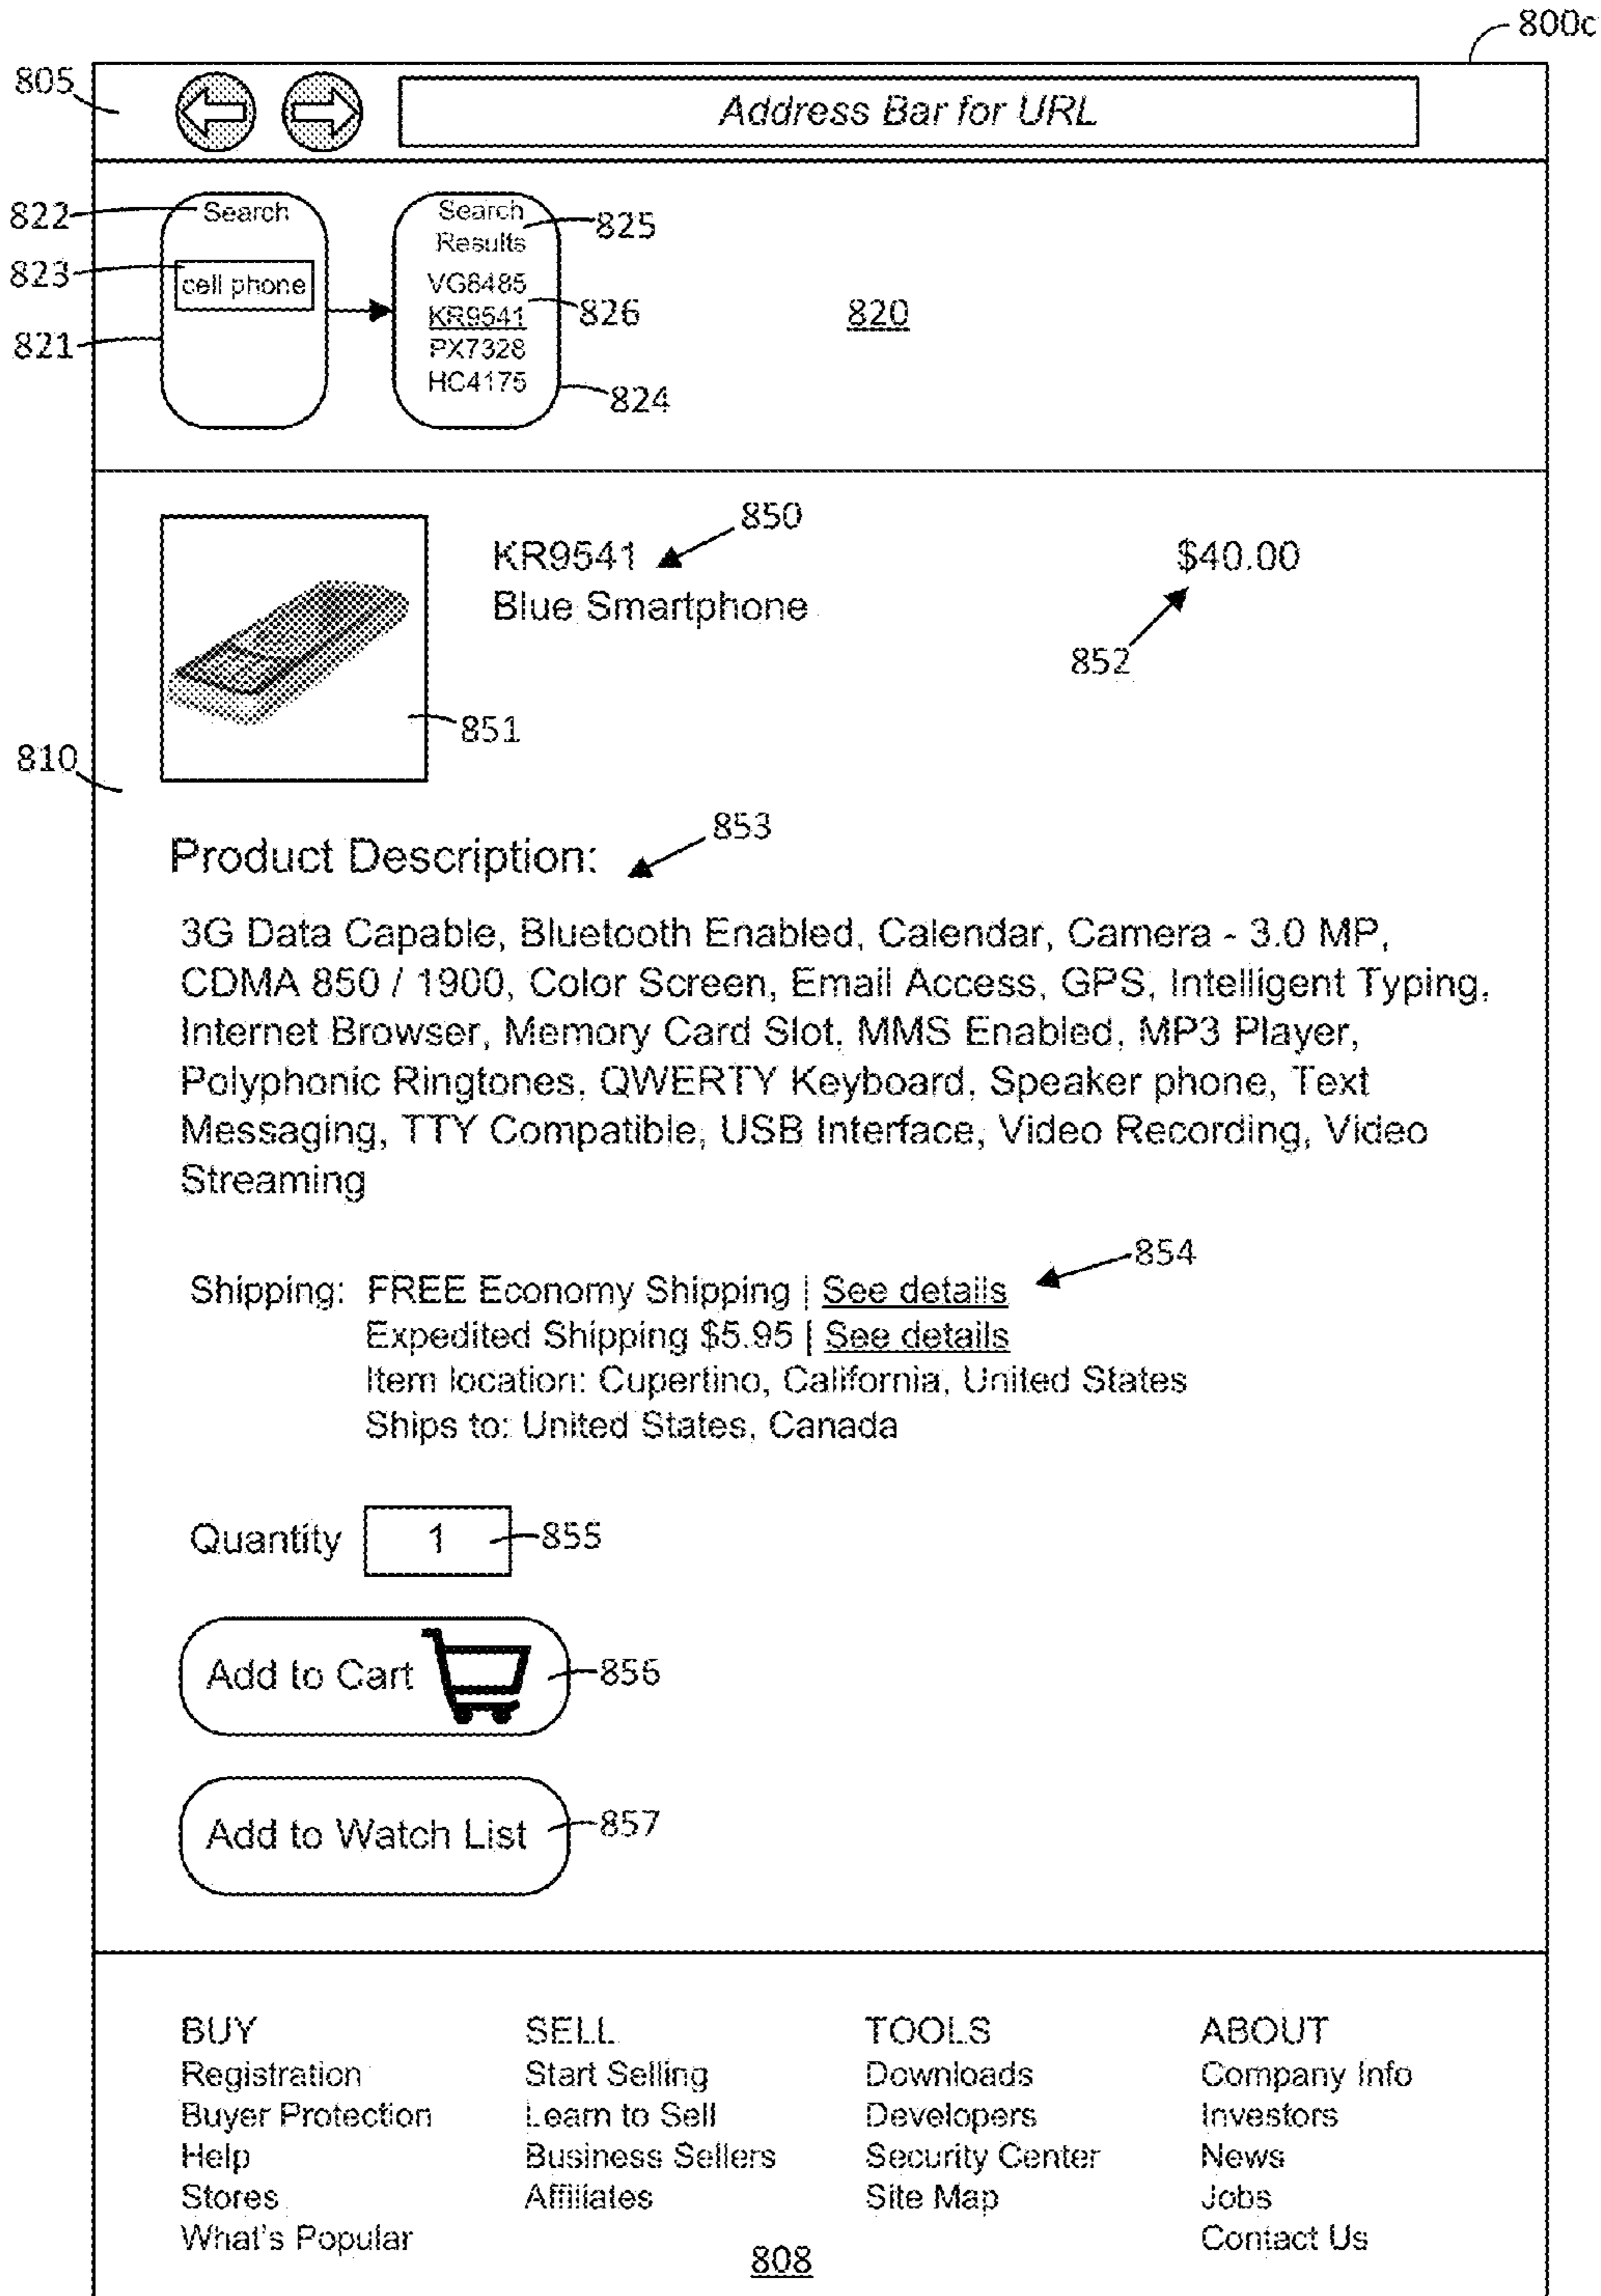 800c
805
Address Bar for URL
822
Search
823
cell phone
821
Search
Results
825
VG8485
KR9541
PX7328
HC4175
826
824
820
850
KR9541
Blue Smartphone
$40.00
852
851
810
853
Product Description:
3G Data Capable, Bluetooth Enabled, Calendar, Camera - 3.0 MP,
CDMA 850 / 1900, Color Screen, Email Access, GPS, Intelligent Typing,
Internet Browser, Memory Card Slot, MMS Enabled, MP3 Player,
Polyphonic Ringtones, QWERTY Keyboard, Speaker phone, Text
Messaging, TTY Compatible, USB Interface, Video Recording, Video
Streaming
854
Shipping: FREE Economy Shipping | See details
Expedited Shipping $5.95 | See details
Item location: Cupertino, California, United States
Ships to: United States, Canada
Quantity 1 855
Add to Cart 856
Add to Watch List 857
BUY
Registration
Buyer Protection
Help
Stores
What's Popular
SELL
Start Selling
Learn to Sell
Business Sellers
Affiliates
TOOLS
Downloads
Developers
Security Center
Site Map
ABOUT
Company Info
Investors
News
Jobs
Contact Us
808